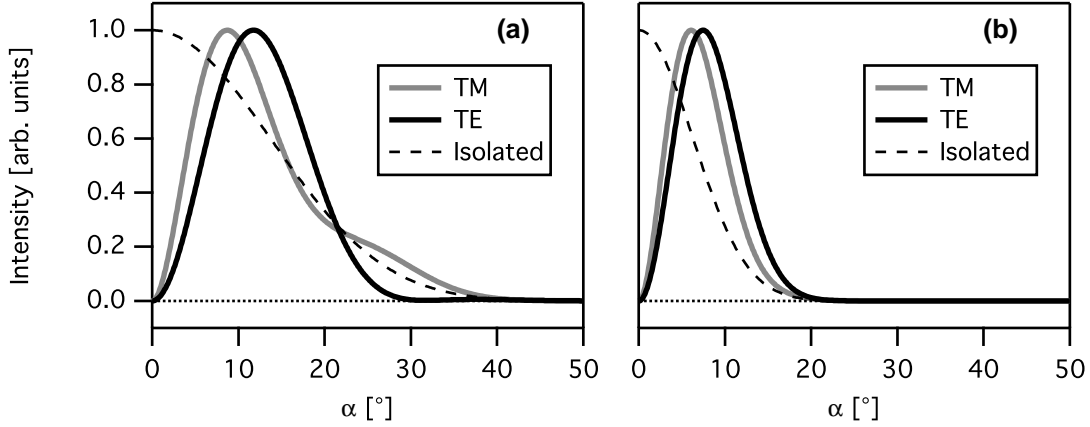 (a)
(b)
Intensity [arb. units]
1.0
0.8
0.6
0.4
0.2
0.0
TM
TE
Isolated
TM
TE
Isolated
0 10 20 30 40 50
0 10 20 30 40 50
α [°]
α [°]